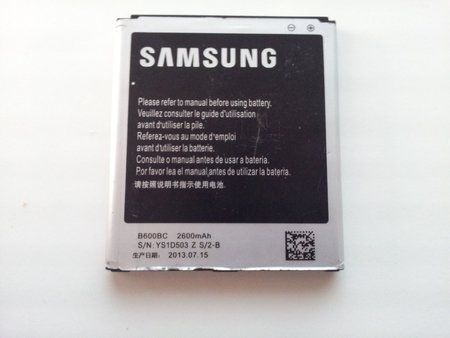 SAMSUNG
Please refer to manual before using battery.
Veuillez consulter le guide d'utilisation
avant d'utiliser la pile.
Referez-vous au mode d'emploi
avant d'utiliser la batterie.
Consulte o manual antes de usar a bateria.
Por favor lea el manual,antes de utilizar la bateria.
请按照说明书指示使用电池.
B600BC 2600mAh
S/N: YS1D503 Z S/2-B
生产日期: 2013.07.15